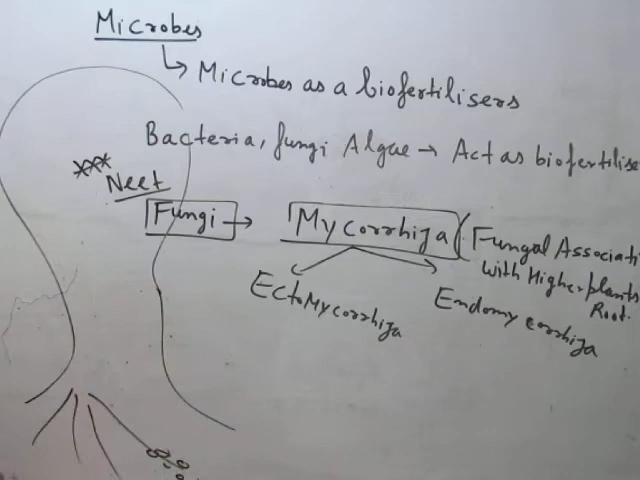 Microbes
Microbes as a biofertilisers
Bacteria, fungi Algae → Act as biofertilise
*** Neet
Fungi → Mycorrhiza (Fungal Associati
with Higher plants
Root.
EctoMycorrhiza
Endomycorrhiza